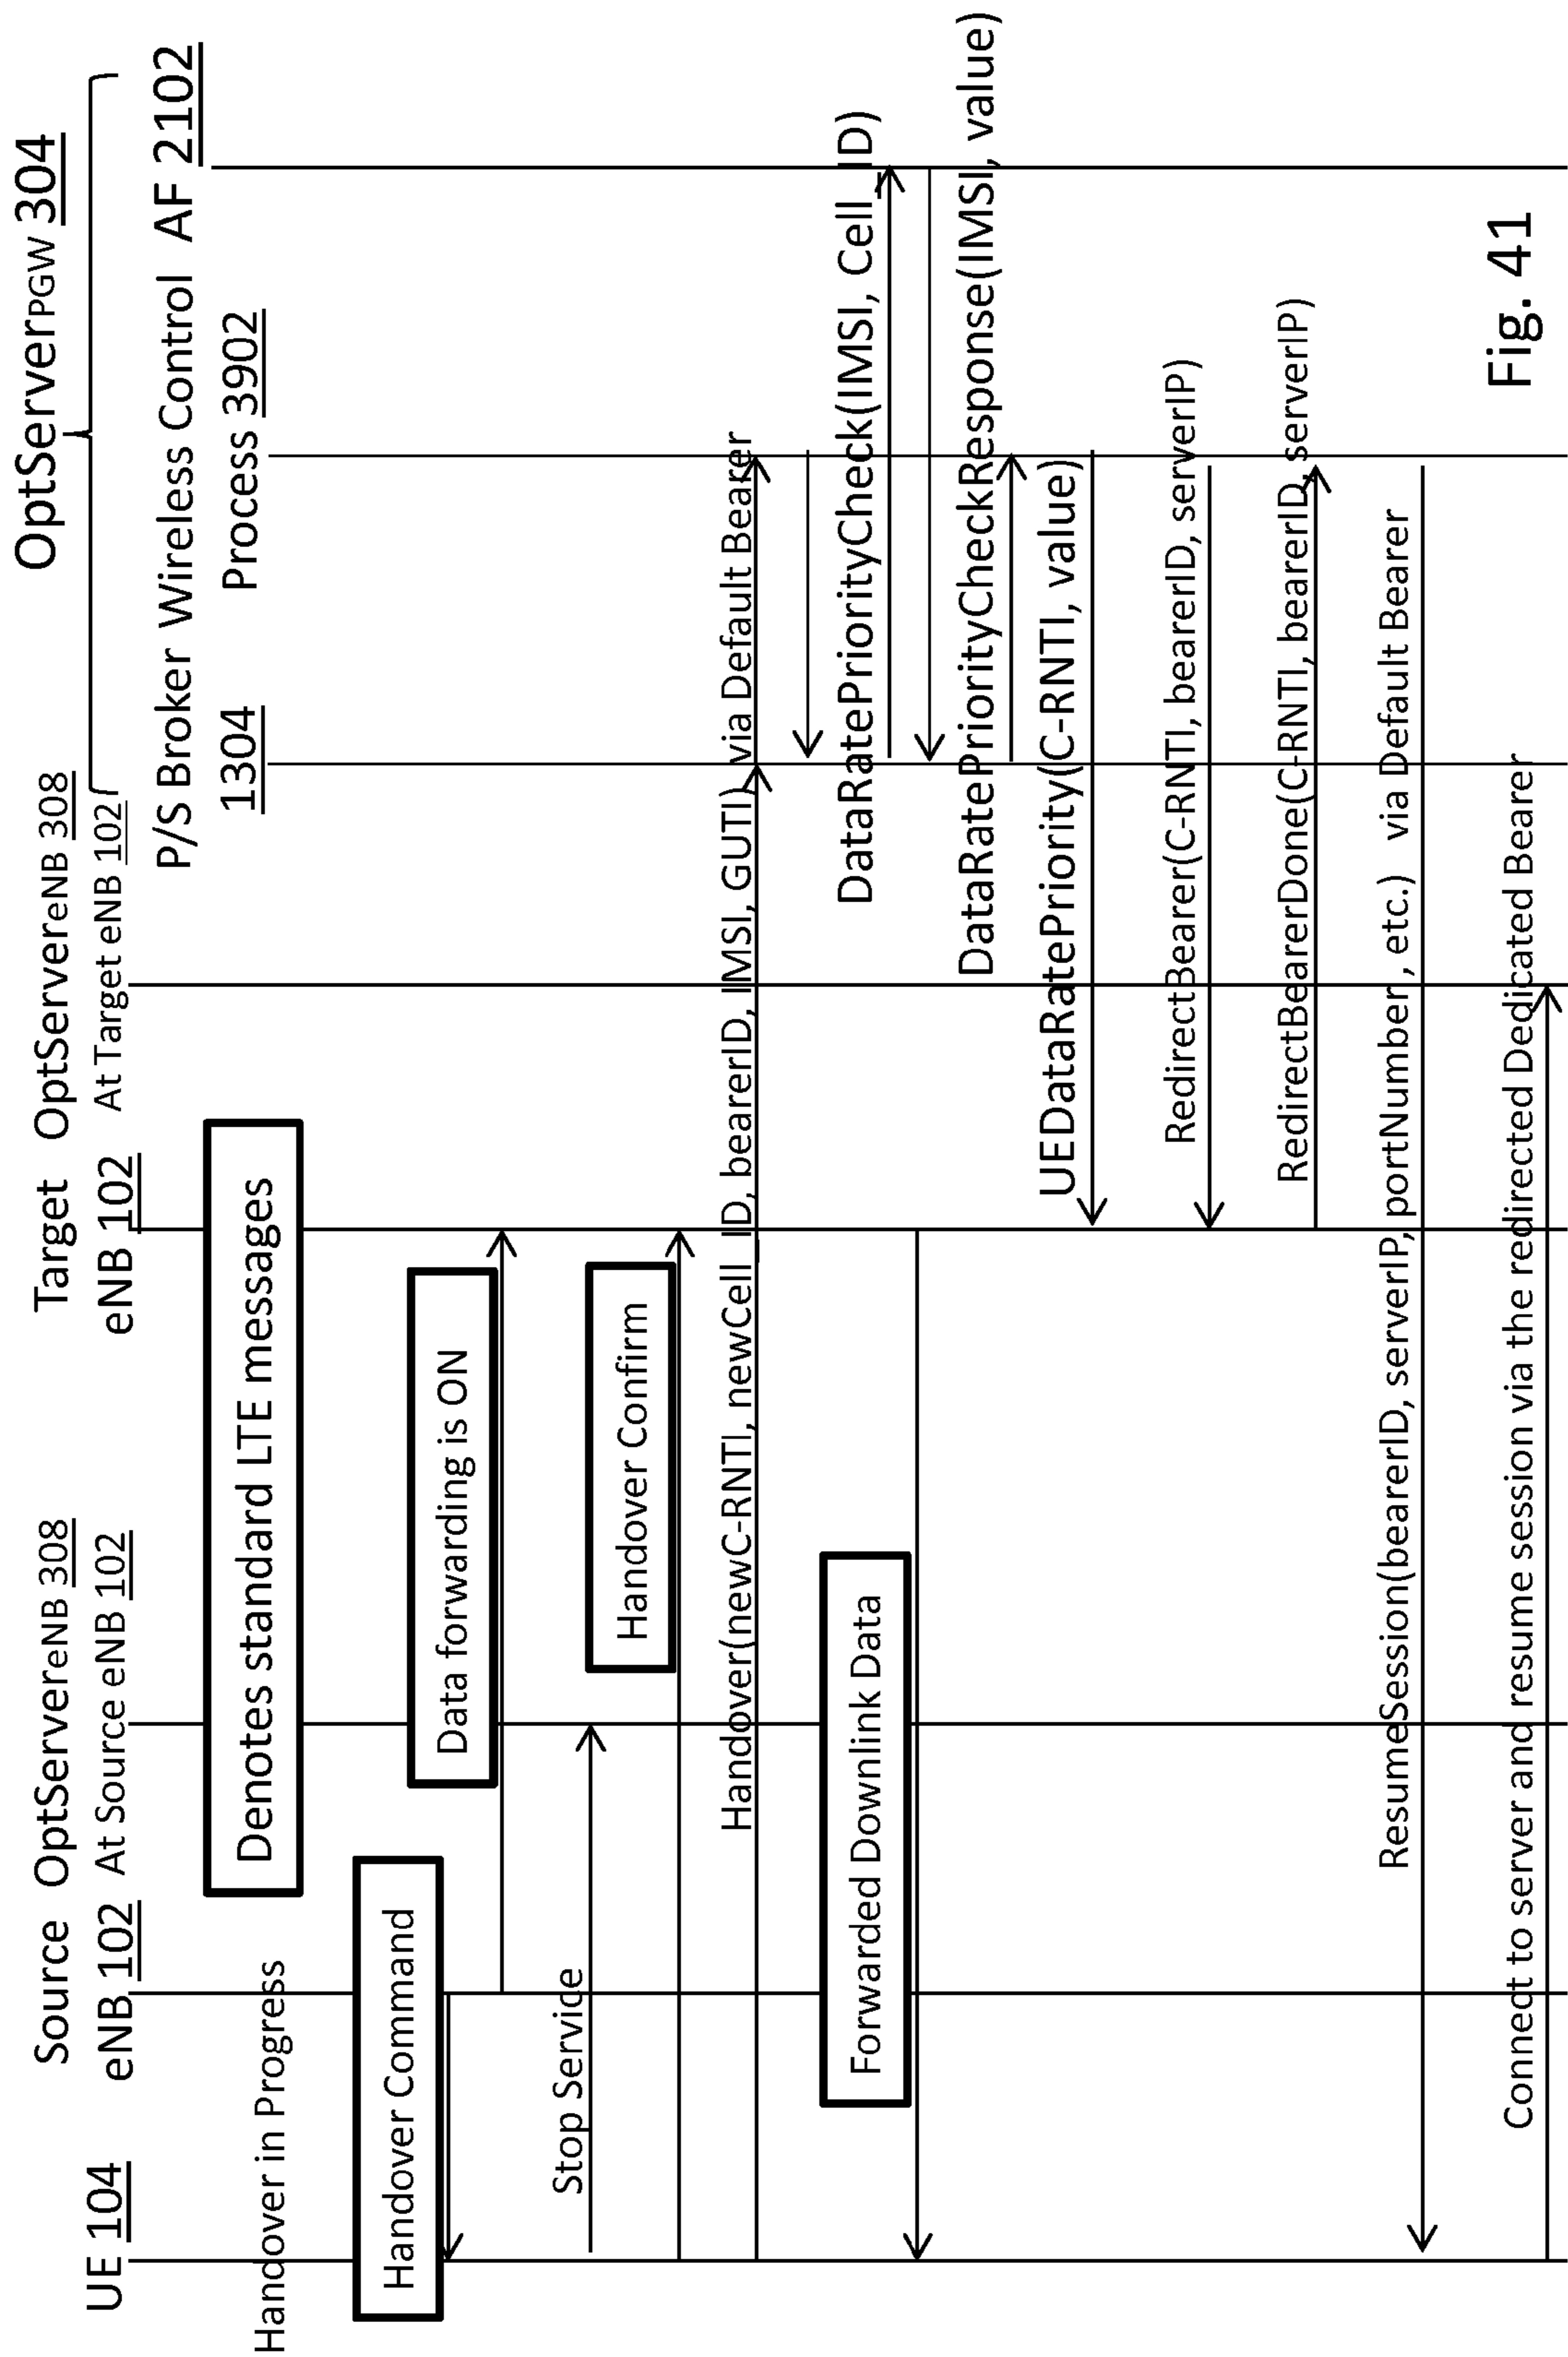 OptServerPGW 304
UE 104
Source
eNB 102
OptServereNB 308
At Source eNB 102
Target
eNB 102
OptServereNB 308
At Target eNB 102
P/S Broker
1304
Wireless Control
Process 3902
AF 2102
Denotes standard LTE messages
Handover in Progress
Handover Command
Data forwarding is ON
Stop Service
Handover Confirm
Handover(newC-RNTI, newCell_ID, bearerID, IMSI, GUTI) via Default Bearer
DataRatePriorityCheck(IMSI, Cell_ID)
Forwarded Downlink Data
DataRatePriorityCheckResponse(IMSI, value)
UEDataRatePriority(C-RNTI, value)
RedirectBearer(C-RNTI, bearerID, serverIP)
RedirectBearerDone(C-RNTI, bearerID, serverIP)
ResumeSession(bearerID, serverIP, portNumber, etc.) via Default Bearer
Connect to server and resume session via the redirected Dedicated Bearer
Fig. 41